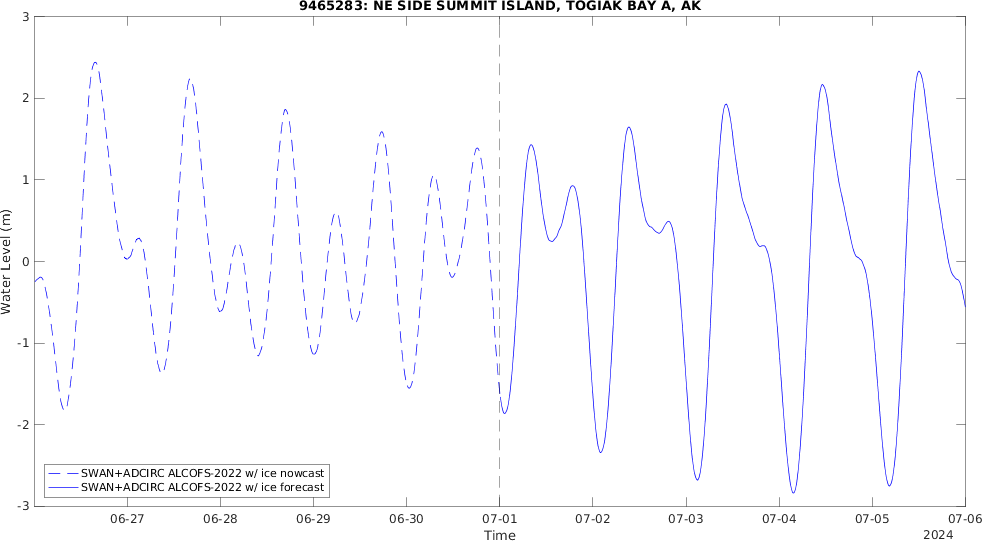 9465283: NE SIDE SUMMIT ISLAND, TOGIAK BAY A, AK
3
2
1
0
-1
-2
-3
Water Level (m)
SWAN+ADCIRC ALCOFS-2022 w/ ice nowcast
SWAN+ADCIRC ALCOFS-2022 w/ ice forecast
06-27 06-28 06-29 06-30 07-01 07-02 07-03 07-04 07-05 07-06
Time
2024